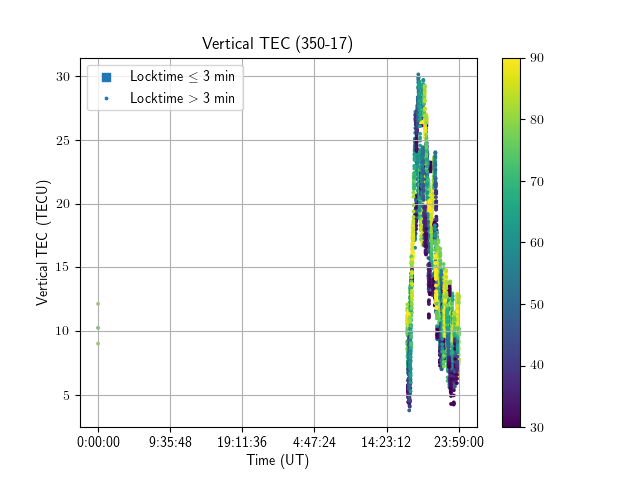 Vertical TEC (350-17)
Locktime ≤ 3 min
Locktime > 3 min
Vertical TEC (TECU)
30
25
20
15
10
5
0:00:00 9:35:48 19:11:36 4:47:24 14:23:12 23:59:00
Time (UT)
90
80
70
60
50
40
30